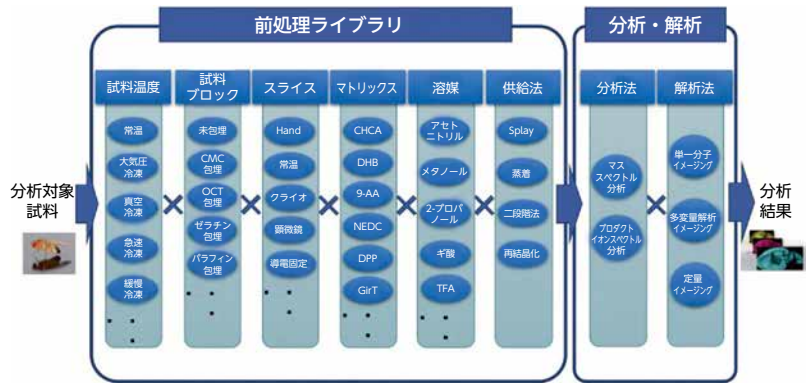 前処理ライブラリ
分析・解析
分析対象
試料
試料温度
常温
大気圧
冷凍
真空
冷凍
急速
冷凍
緩慢
冷凍
×
試料
ブロック
未包埋
CMC
包埋
OCT
包埋
ゼラチン
包埋
パラフィン
包埋
×
スライス
Hand
常温
クライオ
顕微鏡
導電固定
×
マトリックス
CHCA
DHB
9-AA
NEDC
DPP
GirT
×
溶媒
アセト
ニトリル
メタノール
2-プロパ
ノール
ギ酸
TFA
×
供給法
Splay
蒸着
二段階法
再結晶化
分析法
マス
スペクトル
分析
プロダクト
イオンスペクトル
分析
×
解析法
単一分子
イメージング
多変量解析
イメージング
定量
イメージング
分析
結果